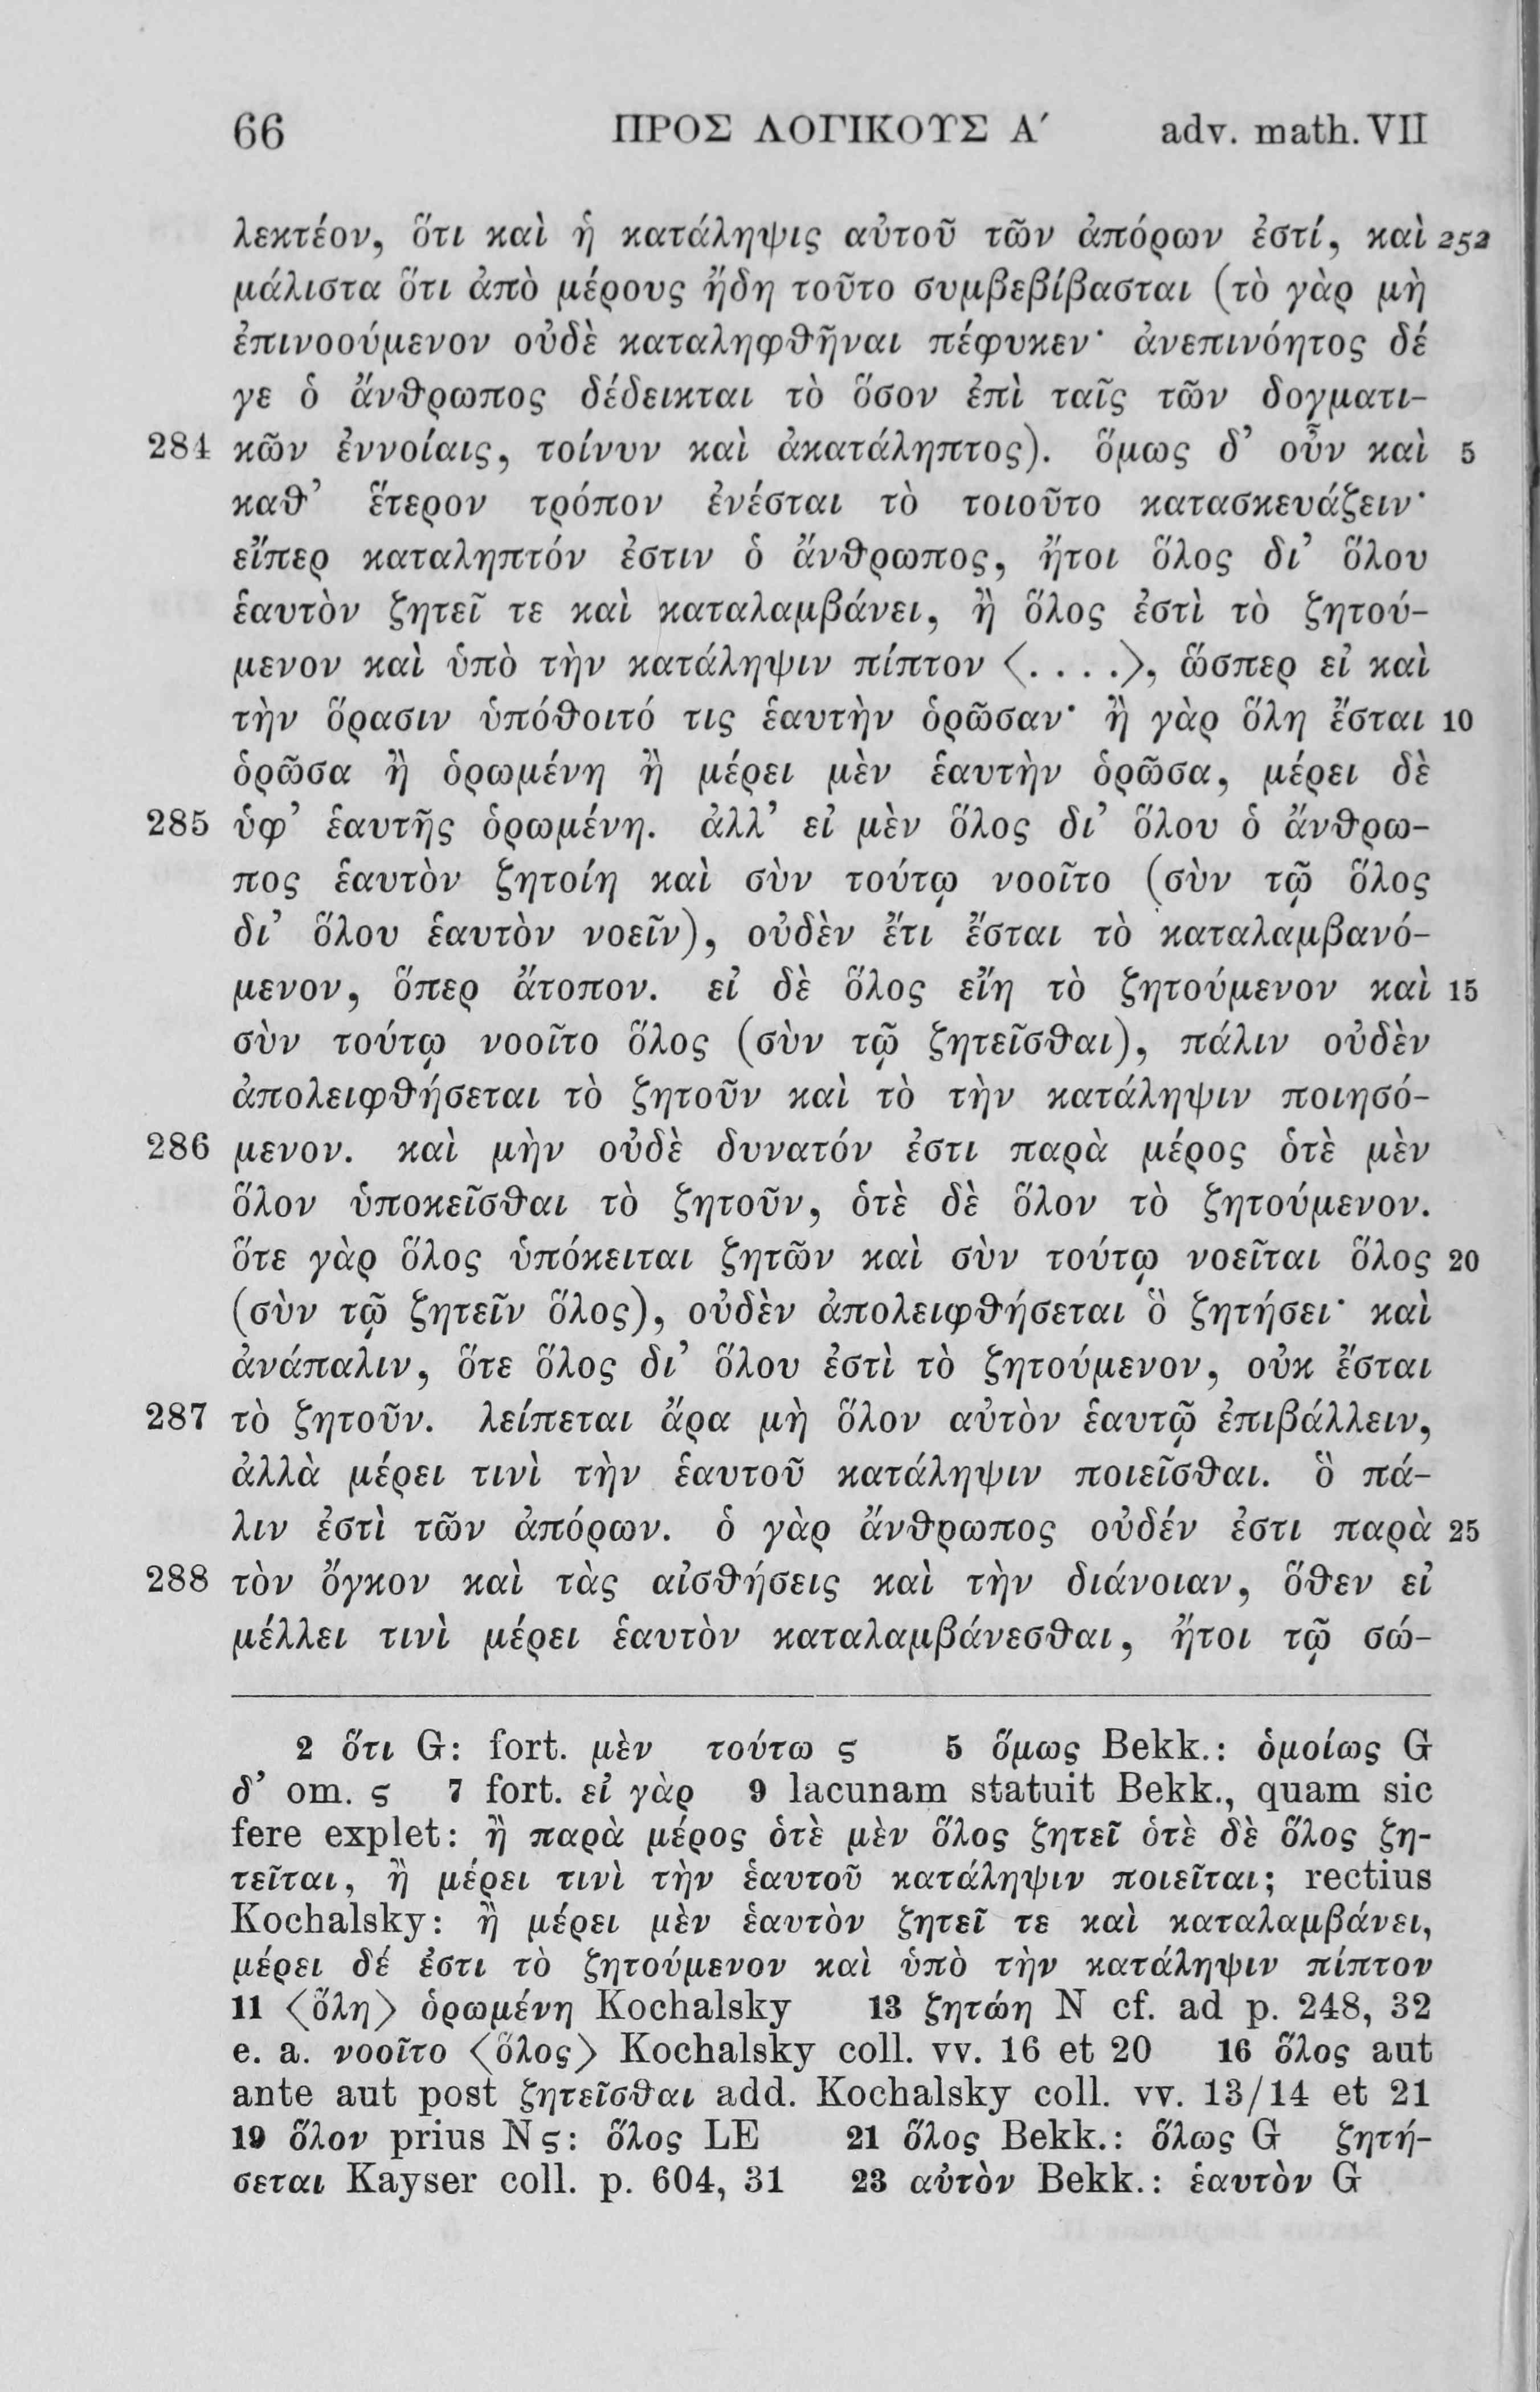 66 ΠΡΟΣ ΛΟΓΙΚΟΥΣ Α′ adv. math. VII
λεκτέον, ὅτι καὶ ἡ κατάληψις αὐτοῦ τῶν ἀπόρων ἐστί, καὶ 252
μάλιστα ὅτι ἀπὸ μέρους ἤδη τοῦτο συμβεβίβασται (τὸ γὰρ μὴ
ἐπινοούμενον οὐδὲ καταληφθῆναι πέφυκεν· ἀνεπινόητος δέ
γε ὁ ἄνθρωπος δέδεικται τὸ ὅσον ἐπὶ ταῖς τῶν δογματι-
284 κῶν ἐννοίαις, τοίνυν καὶ ἀκατάληπτος). ὅμως δ’ οὖν καὶ 5
καθ’ ἕτερον τρόπον ἐνέσται τὸ τοιοῦτο κατασκευάζειν·
εἴπερ καταληπτόν ἐστιν ὁ ἄνθρωπος, ἤτοι ὅλος δι’ ὅλου
ἑαυτὸν ζητεῖ τε καὶ καταλαμβάνει, ἢ ὅλος ἐστὶ τὸ ζητού-
μενον καὶ ὑπὸ τὴν κατάληψιν πίπτον <. . . .>, ὥσπερ εἰ καὶ
τὴν ὅρασιν ὑπόθοιτό τις ἑαυτὴν ὁρῶσαν· ἢ γὰρ ὅλη ἔσται 10
ὁρῶσα ἢ ὁρωμένη ἢ μέρει μὲν ἑαυτὴν ὁρῶσα, μέρει δὲ
285 ὑφ’ ἑαυτῆς ὁρωμένη. ἀλλ’ εἰ μὲν ὅλος δι’ ὅλου ὁ ἄνθρω-
πος ἑαυτὸν ζητοίη καὶ σὺν τούτῳ νοοῖτο (σὺν τῷ ὅλος
δι’ ὅλου ἑαυτὸν νοεῖν), οὐδὲν ἔτι ἔσται τὸ καταλαμβανό-
μενον, ὅπερ ἄτοπον. εἰ δὲ ὅλος εἴη τὸ ζητούμενον καὶ 15
σὺν τούτῳ νοοῖτο ὅλος (σὺν τῷ ζητεῖσθαι), πάλιν οὐδὲν
ἀπολειφθήσεται τὸ ζητοῦν καὶ τὸ τὴν κατάληψιν ποιησό-
286 μενον. καὶ μὴν οὐδὲ δυνατόν ἐστι παρὰ μέρος ὁτὲ μὲν
ὅλον ὑποκεῖσθαι τὸ ζητοῦν, ὁτὲ δὲ ὅλον τὸ ζητούμενον.
ὅτε γὰρ ὅλος ὑπόκειται ζητῶν καὶ σὺν τούτῳ νοεῖται ὅλος 20
(σὺν τῷ ζητεῖν ὅλος), οὐδὲν ἀπολειφθήσεται ὃ ζητήσει· καὶ
ἀνάπαλιν, ὅτε ὅλος δι’ ὅλου ἐστὶ τὸ ζητούμενον, οὐκ ἔσται
287 τὸ ζητοῦν. λείπεται ἄρα μὴ ὅλον αὐτὸν ἑαυτῷ ἐπιβάλλειν,
ἀλλὰ μέρει τινὶ τὴν ἑαυτοῦ κατάληψιν ποιεῖσθαι. ὃ πά-
λιν ἐστὶ τῶν ἀπόρων. ὁ γὰρ ἄνθρωπος οὐδέν ἐστι παρὰ 25
288 τὸν ὄγκον καὶ τὰς αἰσθήσεις καὶ τὴν διάνοιαν, ὅθεν εἰ
μέλλει τινὶ μέρει ἑαυτὸν καταλαμβάνεσθαι, ἤτοι τῷ σώ-
2 ὅτι G: fort. μὲν τούτω ς 5 ὅμως Bekk.: ὁμοίως G
δ’ om. ς 7 fort. εἰ γὰρ 9 lacunam statuit Bekk., quam sic
fere explet: ἢ παρὰ μέρος ὁτὲ μὲν ὅλος ζητεῖ ὁτὲ δὲ ὅλος ζη-
τεῖται, ἢ μέρει τινὶ τὴν ἑαυτοῦ κατάληψιν ποιεῖται; rectius
Kochalsky: ἢ μέρει μὲν ἑαυτὸν ζητεῖ τε καὶ καταλαμβάνει,
μέρει δέ ἐστι τὸ ζητούμενον καὶ ὑπὸ τὴν κατάληψιν πίπτον
11 <ὅλη> ὁρωμένη Kochalsky 13 ζητώη N cf. ad p. 248, 32
e. a. νοοῖτο <ὅλος> Kochalsky coll. vv. 16 et 20 16 ὅλος aut
ante aut post ζητεῖσθαι add. Kochalsky coll. vv. 13/14 et 21
19 ὅλον prius N ς: ὅλος LE 21 ὅλος Bekk.: ὅλως G ζητή-
σεται Kayser coll. p. 604, 31 23 αὐτὸν Bekk.: ἑαυτὸν G